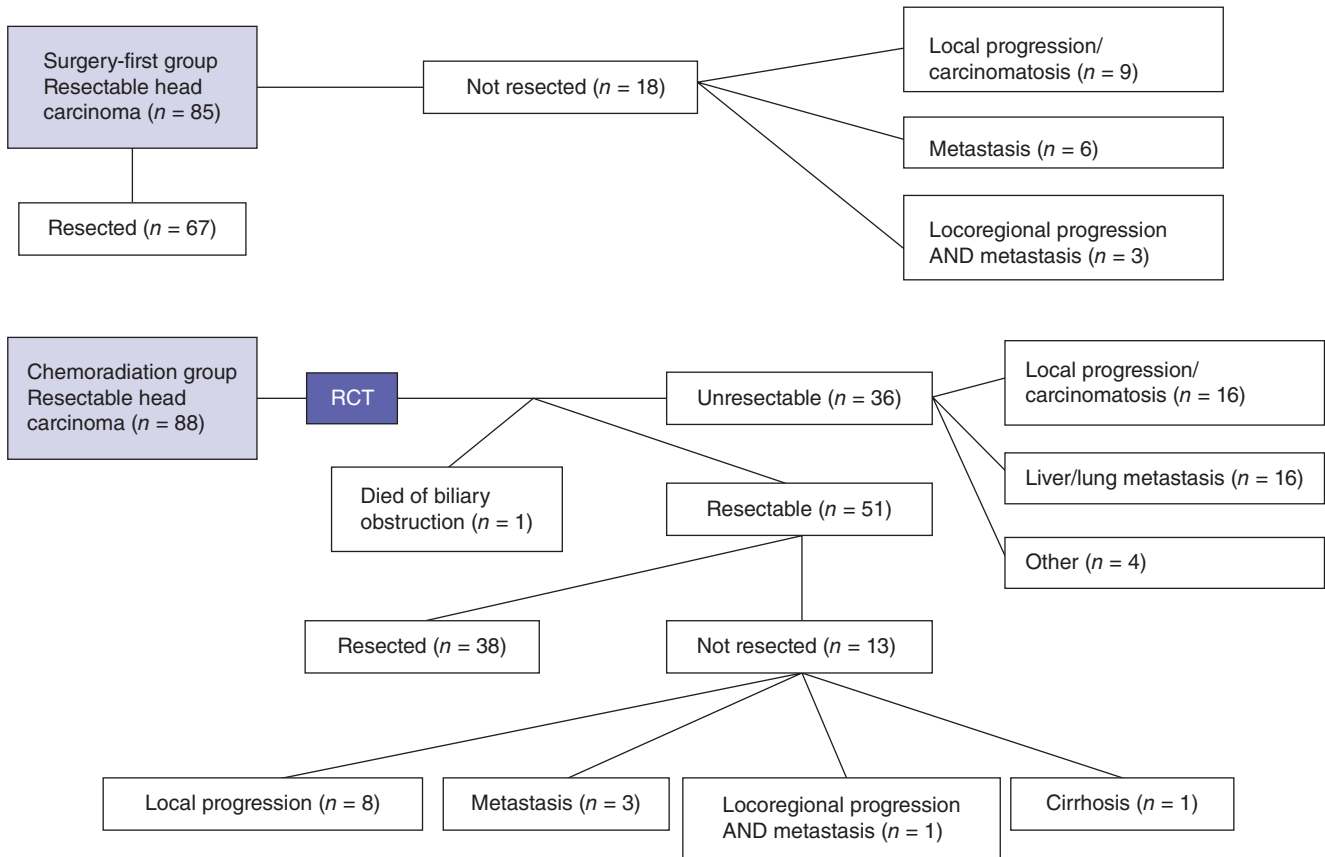 Surgery-first group
Resectable head
carcinoma (n = 85)
Not resected (n = 18)
Local progression/
carcinomatosis (n = 9)
Metastasis (n = 6)
Locoregional progression
AND metastasis (n = 3)
Resected (n = 67)
Chemoradiation group
Resectable head
carcinoma (n = 88)
RCT
Unresectable (n = 36)
Local progression/
carcinomatosis (n = 16)
Liver/lung metastasis (n = 16)
Other (n = 4)
Died of biliary
obstruction (n = 1)
Resectable (n = 51)
Resected (n = 38)
Not resected (n = 13)
Local progression (n = 8)
Metastasis (n = 3)
Locoregional progression
AND metastasis (n = 1)
Cirrhosis (n = 1)